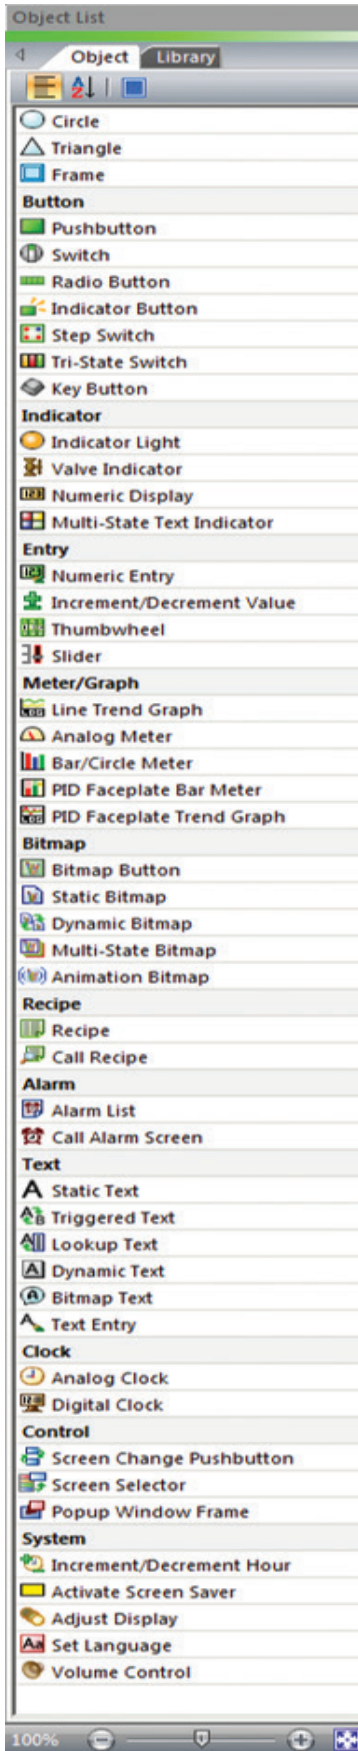 Object List
Object Library
Circle
Triangle
Frame
Button
Pushbutton
Switch
Radio Button
Indicator Button
Step Switch
Tri-State Switch
Key Button
Indicator
Indicator Light
Valve Indicator
Numeric Display
Multi-State Text Indicator
Entry
Numeric Entry
Increment/Decrement Value
Thumbwheel
Slider
Meter/Graph
Line Trend Graph
Analog Meter
Bar/Circle Meter
PID Faceplate Bar Meter
PID Faceplate Trend Graph
Bitmap
Bitmap Button
Static Bitmap
Dynamic Bitmap
Multi-State Bitmap
Animation Bitmap
Recipe
Recipe
Call Recipe
Alarm
Alarm List
Call Alarm Screen
Text
Static Text
Triggered Text
Lookup Text
Dynamic Text
Bitmap Text
Text Entry
Clock
Analog Clock
Digital Clock
Control
Screen Change Pushbutton
Screen Selector
Popup Window Frame
System
Increment/Decrement Hour
Activate Screen Saver
Adjust Display
Set Language
Volume Control
100%